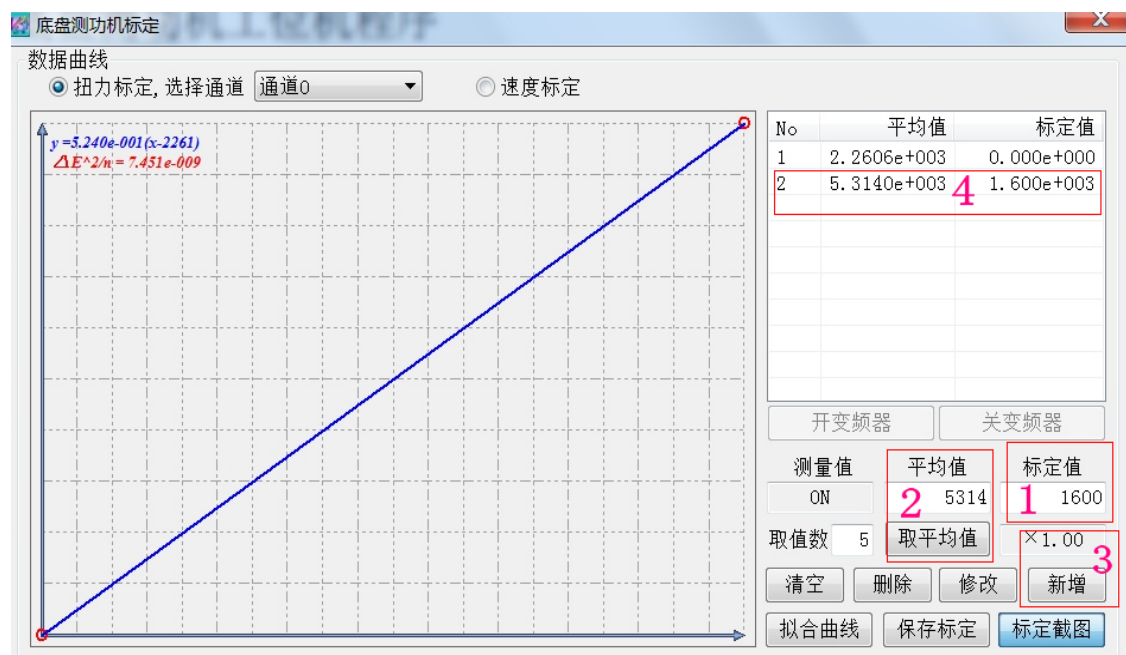 底盘测功机标定
X
数据曲线
扭力标定, 选择通道 通道0
速度标定
y =5.240e-001(x-2261)
ΔE^2/n = 7.451e-009
No 平均值 标定值
1 2.2606e+003 0.000e+000
2 5.3140e+003 1.600e+003
4
开变频器 关变频器
测量值 平均值 标定值
0N 2 5314 1 1600
取值数 5 取平均值 ×1.00
3
清空 删除 修改 新增
拟合曲线 保存标定 标定截图